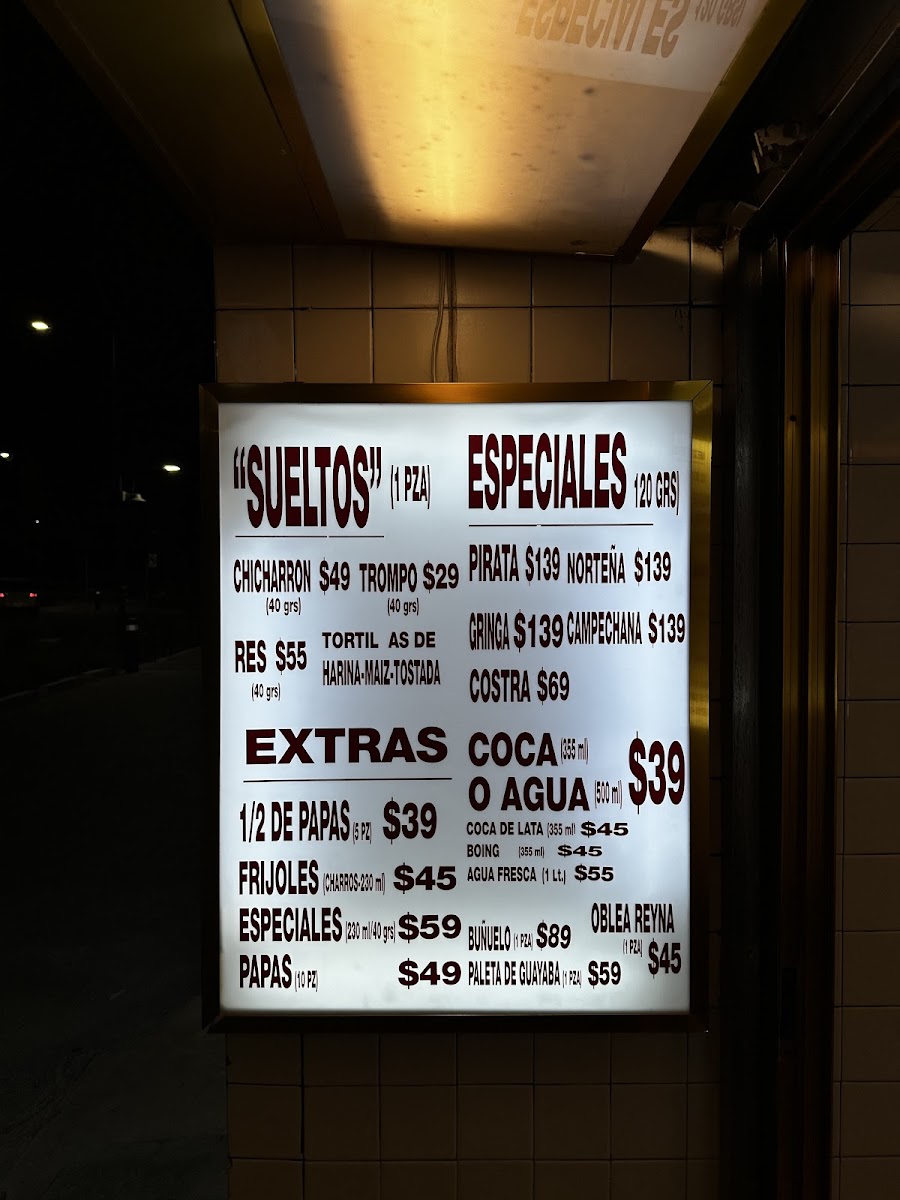 ESPECIALES
"SUELTOS" (1 PZA)
CHICHARRON $49 TROMPO $29
(40 grs) (40 grs)
RES $55
(40 grs)
TORTIL AS DE
HARINA-MAIZ-TOSTADA
EXTRAS
1/2 DE PAPAS (5 PZ) $39
FRIJOLES (CHARROS-230 ml) $45
ESPECIALES (230 ml/40 grs) $59
PAPAS (10 PZ) $49
ESPECIALES 120 GRS)
PIRATA $139 NORTEÑA $139
GRINGA $139 CAMPECHANA $139
COSTRA $69
COCA (355 ml)
O AGUA (500 ml) $39
COCA DE LATA (355 ml) $45
BOING (355 ml) $45
AGUA FRESCA (1 Lt.) $55
BUÑUELO (1 PZA) $89
PALETA DE GUAYABA (1 PZA) $59
OBLEA REYNA
(1 PZA) $45